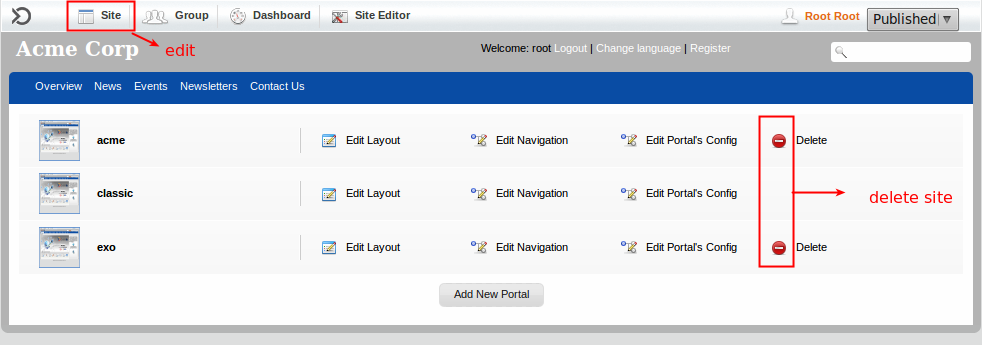 Site Group Dashboard Site Editor Root Root Published
edit
Acme Corp Welcome: root Logout | Change language | Register
Overview News Events Newsletters Contact Us
acme Edit Layout Edit Navigation Edit Portal's Config Delete
classic Edit Layout Edit Navigation Edit Portal's Config
delete site
exo Edit Layout Edit Navigation Edit Portal's Config Delete
Add New Portal